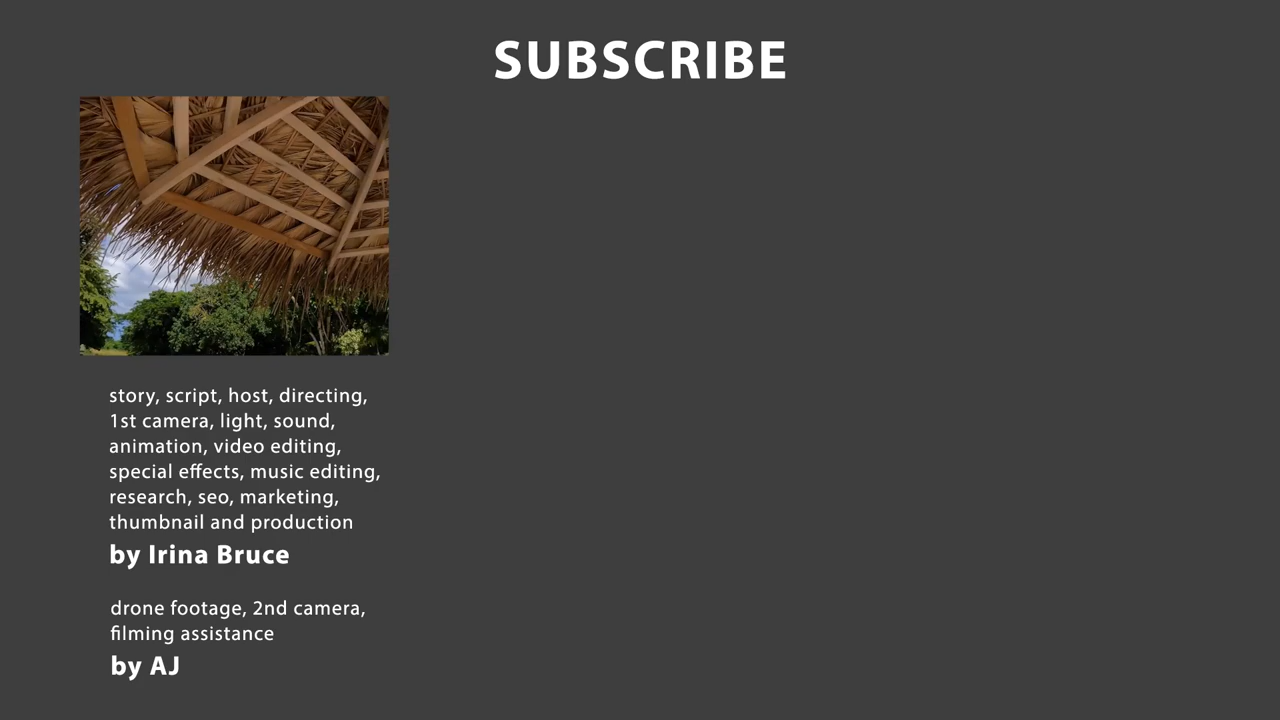 SUBSCRIBE
story, script, host, directing,
1st camera, light, sound,
animation, video editing,
special effects, music editing,
research, seo, marketing,
thumbnail and production
by Irina Bruce
drone footage, 2nd camera,
filming assistance
by AJ